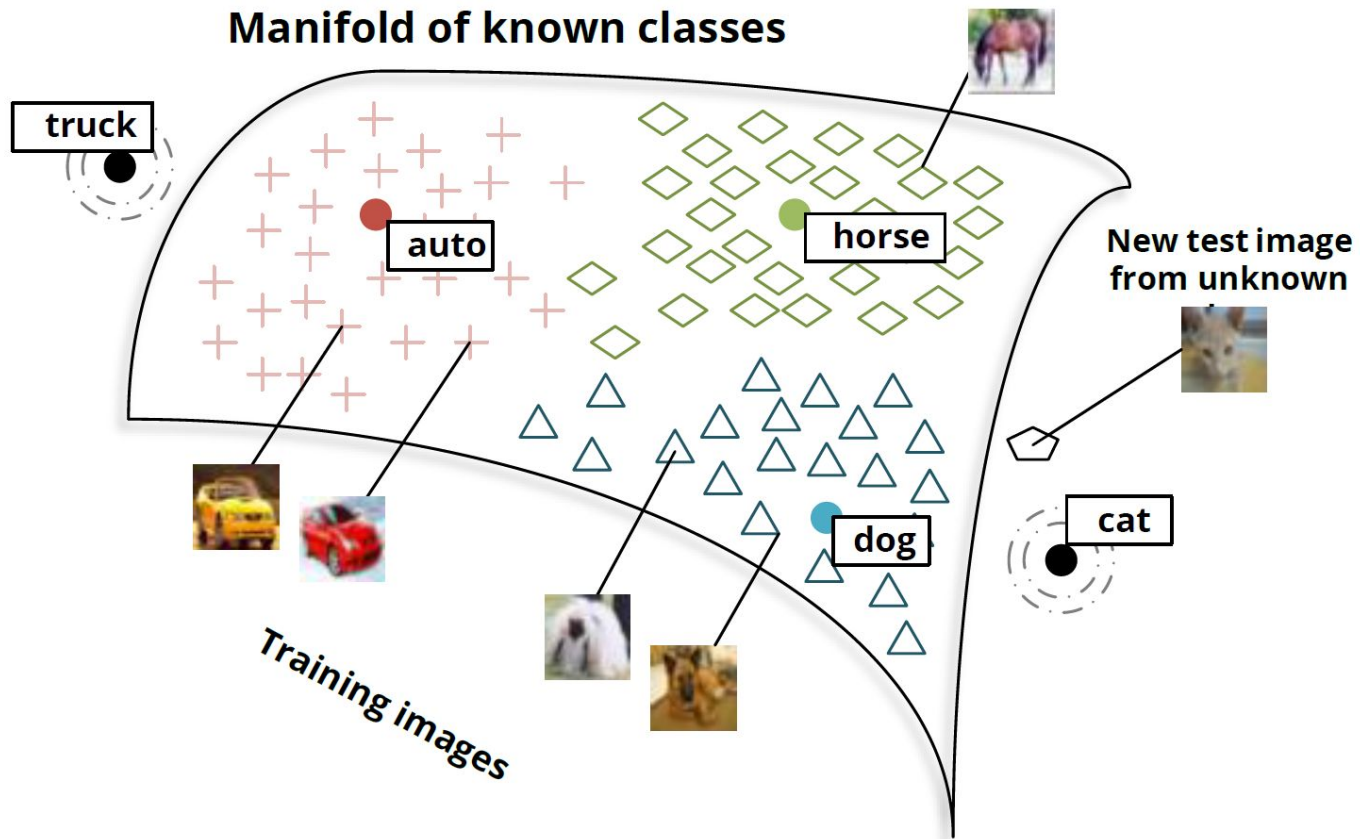 Manifold of known classes
truck
auto
horse
New test image
from unknown
cat
dog
Training images